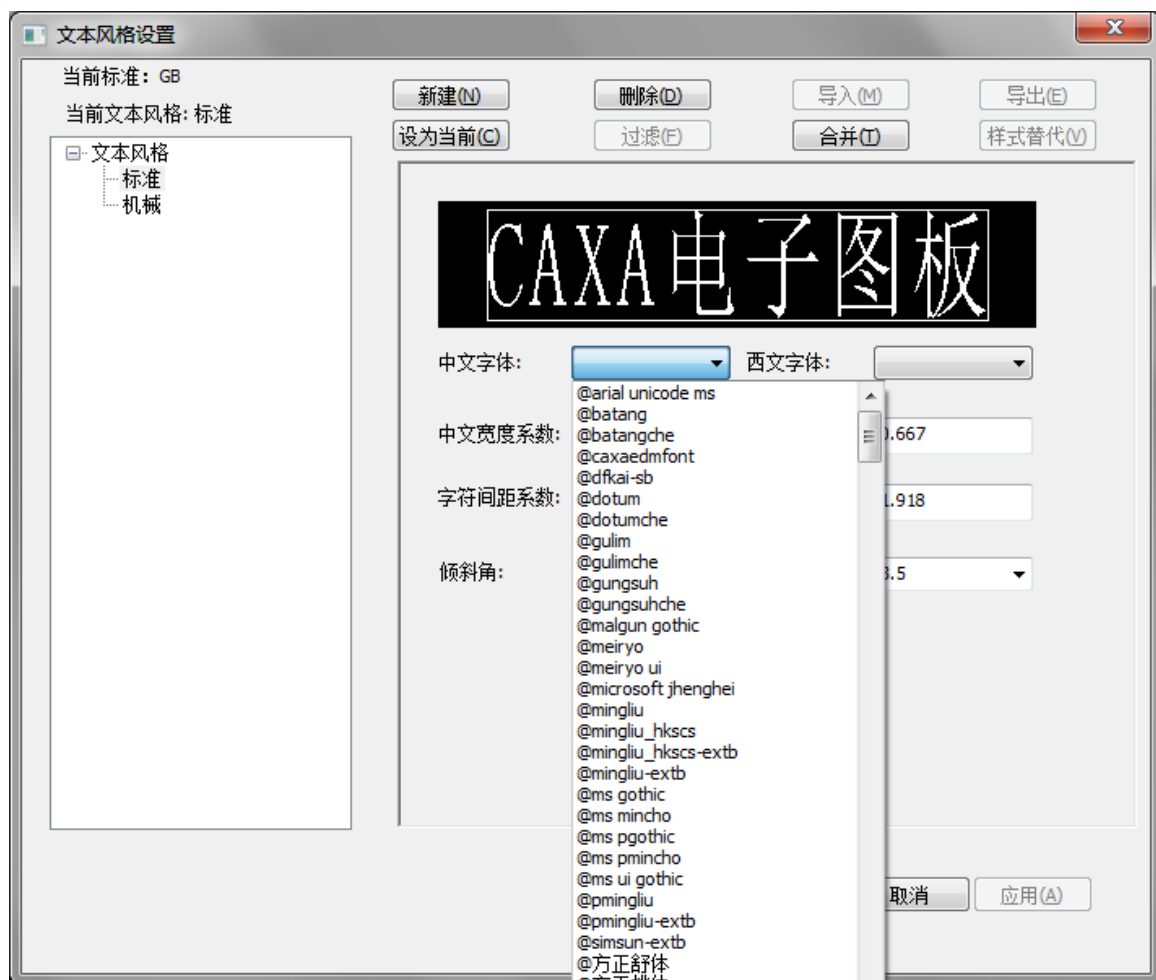 文本风格设置
当前标准: GB
当前文本风格: 标准
文本风格
标准
机械
新建(N) 删除(D) 导入(M) 导出(E)
设为当前(C) 过滤(F) 合并(T) 样式替代(V)
CAXA电子图板
中文字体: 西文字体:
中文宽度系数: 0.667
字符间距系数: .918
倾斜角: 3.5
@arial unicode ms
@batang
@batangche
@caxaedmfont
@dfkai-sb
@dotum
@dotumche
@gulim
@gulimche
@gungsuh
@gungsuhche
@malgun gothic
@meiryo
@meiryo ui
@microsoft jhenghei
@mingliu
@mingliu_hkscs
@mingliu_hkscs-extb
@mingliu-extb
@ms gothic
@ms mincho
@ms pgothic
@ms pmincho
@ms ui gothic
@pmingliu
@pmingliu-extb
@simsun-extb
@方正舒体
取消 应用(A)